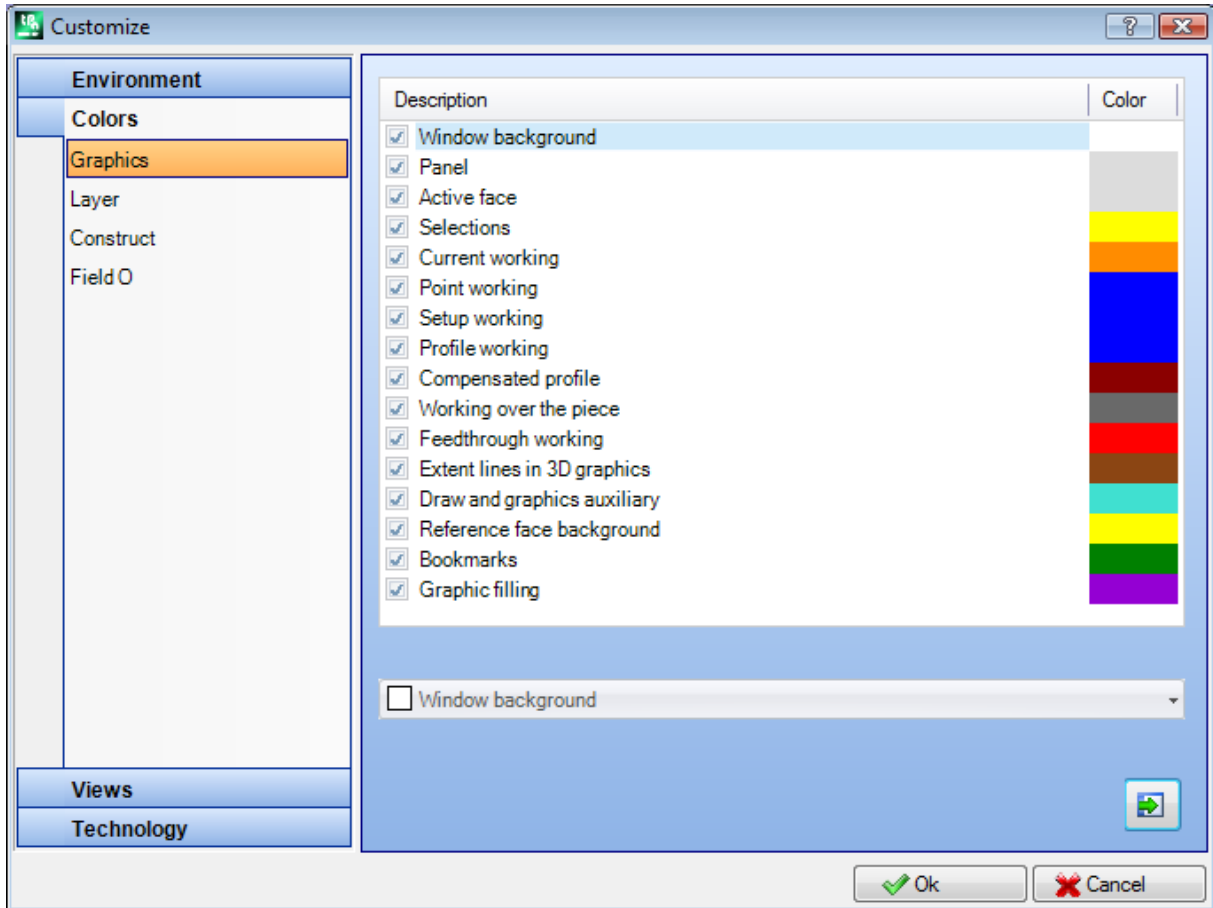 Customize
Environment
Colors
Graphics
Layer
Construct
Field O
Views
Technology
Description Color
Window background
Panel
Active face
Selections
Current working
Point working
Setup working
Profile working
Compensated profile
Working over the piece
Feedthrough working
Extent lines in 3D graphics
Draw and graphics auxiliary
Reference face background
Bookmarks
Graphic filling
Window background
Ok Cancel